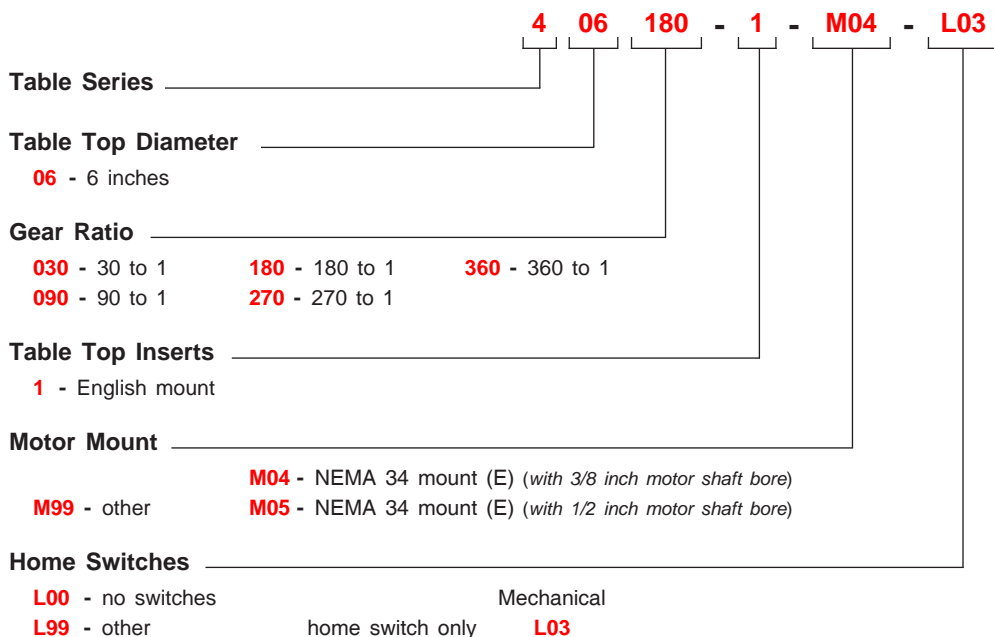 4 06 180 - 1 - M04 - L03
Table Series
Table Top Diameter
06 - 6 inches
Gear Ratio
030 - 30 to 1 180 - 180 to 1 360 - 360 to 1
090 - 90 to 1 270 - 270 to 1
Table Top Inserts
1 - English mount
Motor Mount
M04 - NEMA 34 mount (E) (with 3/8 inch motor shaft bore)
M99 - other M05 - NEMA 34 mount (E) (with 1/2 inch motor shaft bore)
Home Switches
L00 - no switches Mechanical
L99 - other home switch only L03